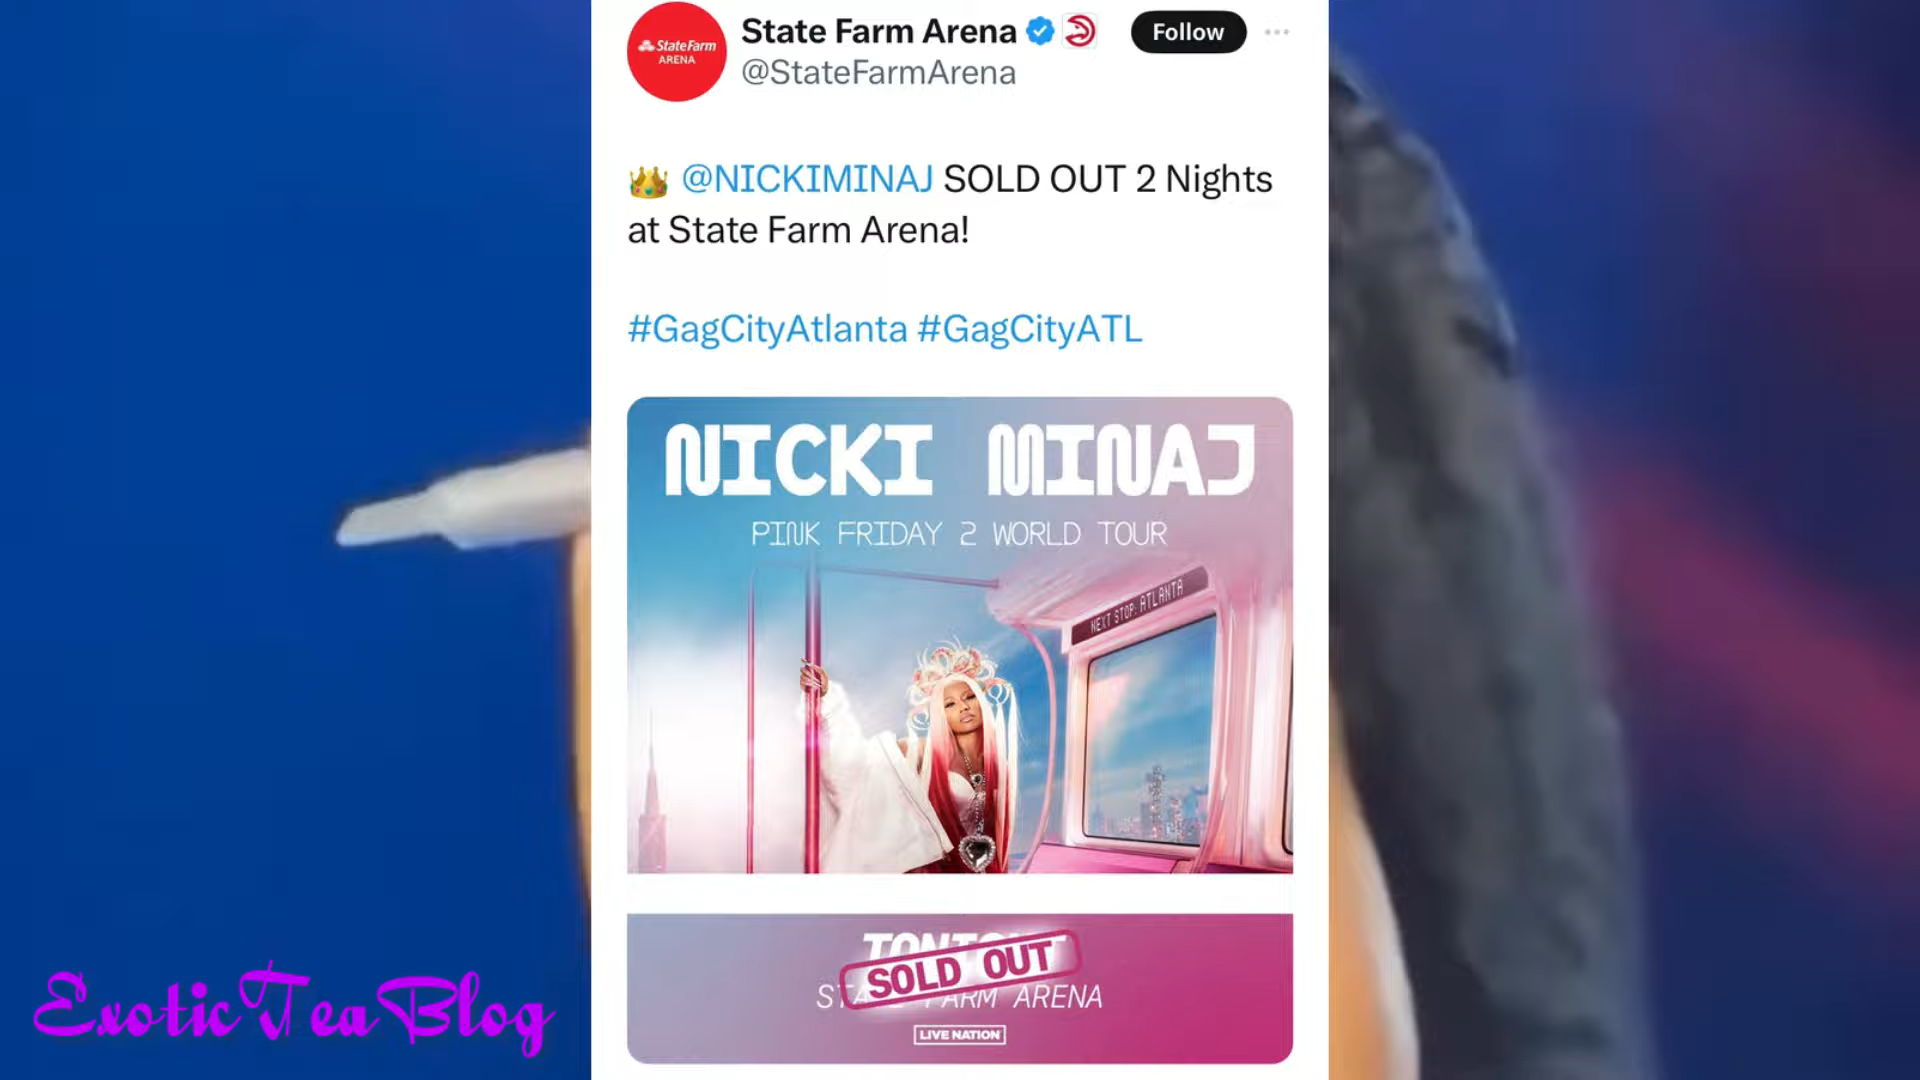 StateFarm
ARENA
State Farm Arena
@StateFarmArena
Follow
@NICKIMINAJ SOLD OUT 2 Nights
at State Farm Arena!
#GagCityAtlanta #GagCityATL
NICKI MINAJ
PINK FRIDAY 2 WORLD TOUR
NEXT STOP: ATLANTA
SOLD OUT
FARM ARENA
LIVE NATION
ExoticTeaBlog